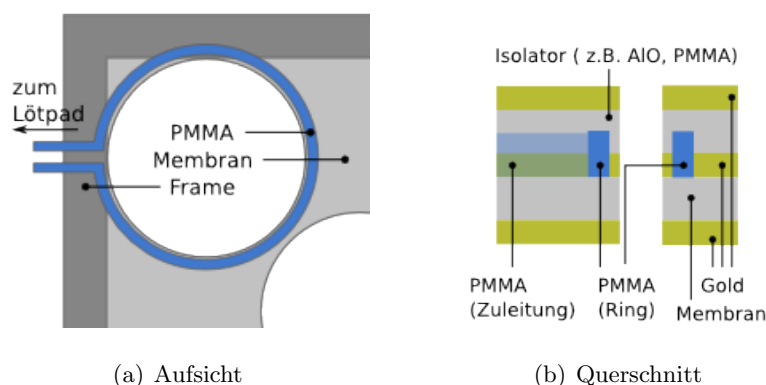 zum
Lötpad
PMMA
Membran
Frame
(a) Aufsicht
Isolator ( z.B. AlO, PMMA)
PMMA
(Zuleitung)
PMMA
(Ring)
Gold
Membran
(b) Querschnitt